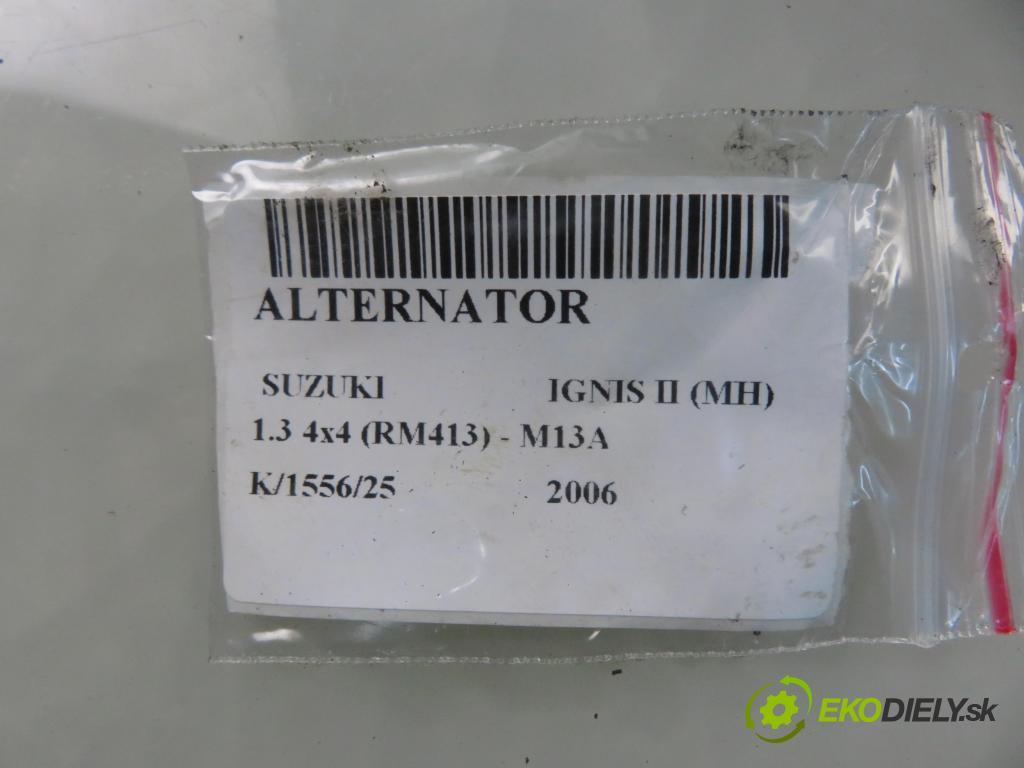 ALTERNATOR
SUZUKI IGNIS II (MH)
1.3 4x4 (RM413) - M13A
K/1556/25 2006
EKODIELY.sk